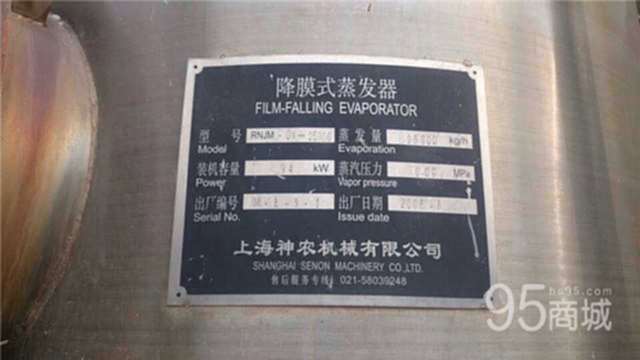 降膜式蒸发器
FILM-FALLING EVAPORATOR
型号 RNJM 蒸发量 kg/h
Model Evaporation
装机容量 kW 蒸汽压力 MPa
Power Vapor pressure
出厂编号 出厂日期
Serial No. Issue date
上海神农机械有限公司
SHANGHAI SENON MACHINERY CO.,LTD.
售后服务专线: 021-58039248
95商城